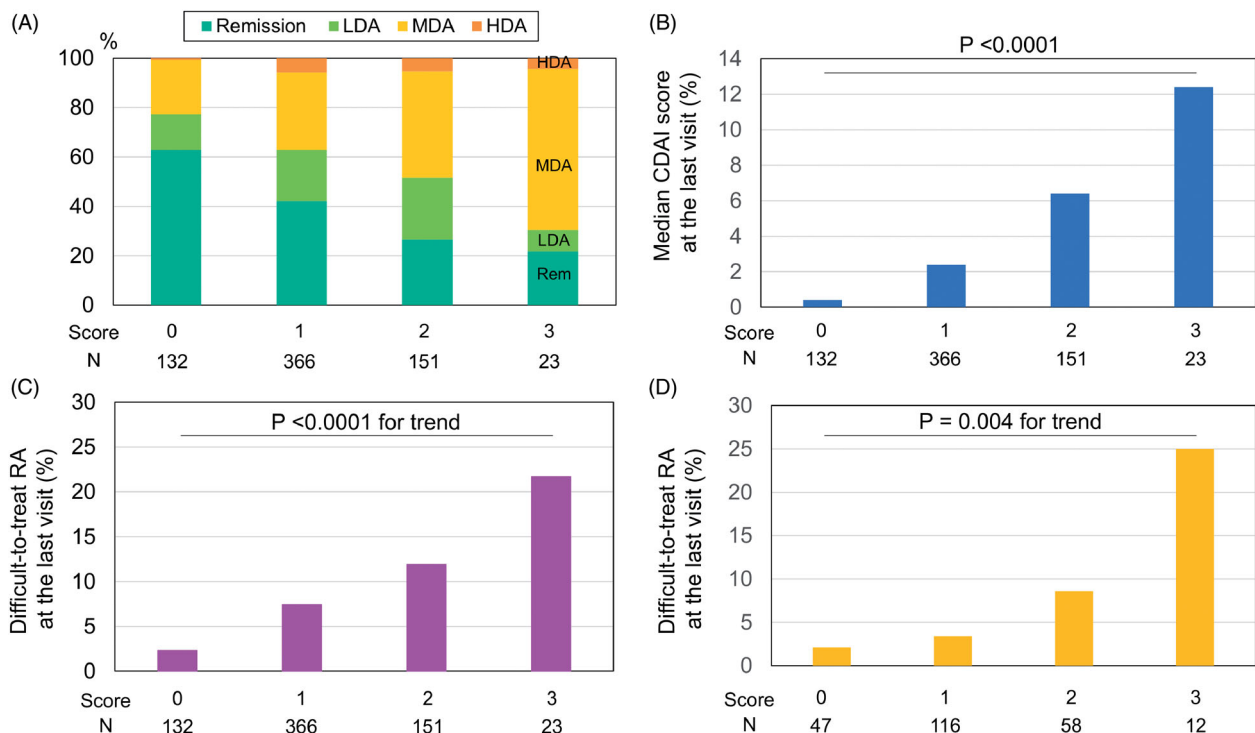 (A)
Remission LDA MDA HDA
%
100
80
60
40
20
0
HDA
MDA
LDA
Rem
Score 0 1 2 3
N 132 366 151 23
(B)
P <0.0001
Median CDAI score
at the last visit (%)
14
12
10
8
6
4
2
0
Score 0 1 2 3
N 132 366 151 23
(C)
P <0.0001 for trend
Difficult-to-treat RA
at the last visit (%)
30
25
20
15
10
5
0
Score 0 1 2 3
N 132 366 151 23
(D)
P = 0.004 for trend
Difficult-to-treat RA
at the last visit (%)
30
25
20
15
10
5
0
Score 0 1 2 3
N 47 116 58 12